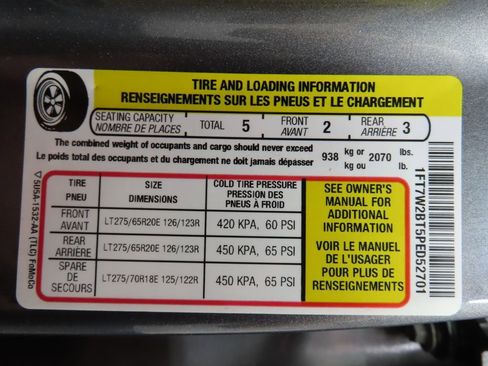 TIRE AND LOADING INFORMATION
RENSEIGNEMENTS SUR LES PNEUS ET LE CHARGEMENT
SEATING CAPACITY
NOMBRE DE PLACES
TOTAL 5
FRONT
AVANT 2
REAR
ARRIÈRE 3
The combined weight of occupants and cargo should never exceed
Le poids total des occupants et du chargement ne doit jamais dépasser
938 kg or 2070 lbs.
kg ou lb.
TIRE
PNEU
SIZE
DIMENSIONS
COLD TIRE PRESSURE
PRESSION DES
PNEUS À FROID
FRONT
AVANT
LT275/65R20E 126/123R
420 KPA, 60 PSI
REAR
ARRIÈRE
LT275/65R20E 126/123R
450 KPA, 65 PSI
SPARE
DE SECOURS
LT275/70R18E 125/122R
450 KPA, 65 PSI
SEE OWNER'S
MANUAL FOR
ADDITIONAL
INFORMATION
VOIR LE MANUEL
DE L'USAGER
POUR PLUS DE
RENSEIGNEMENTS
5U5A-1532-AA (TLC) FoMoCo
1FT7W2BT5PED52701